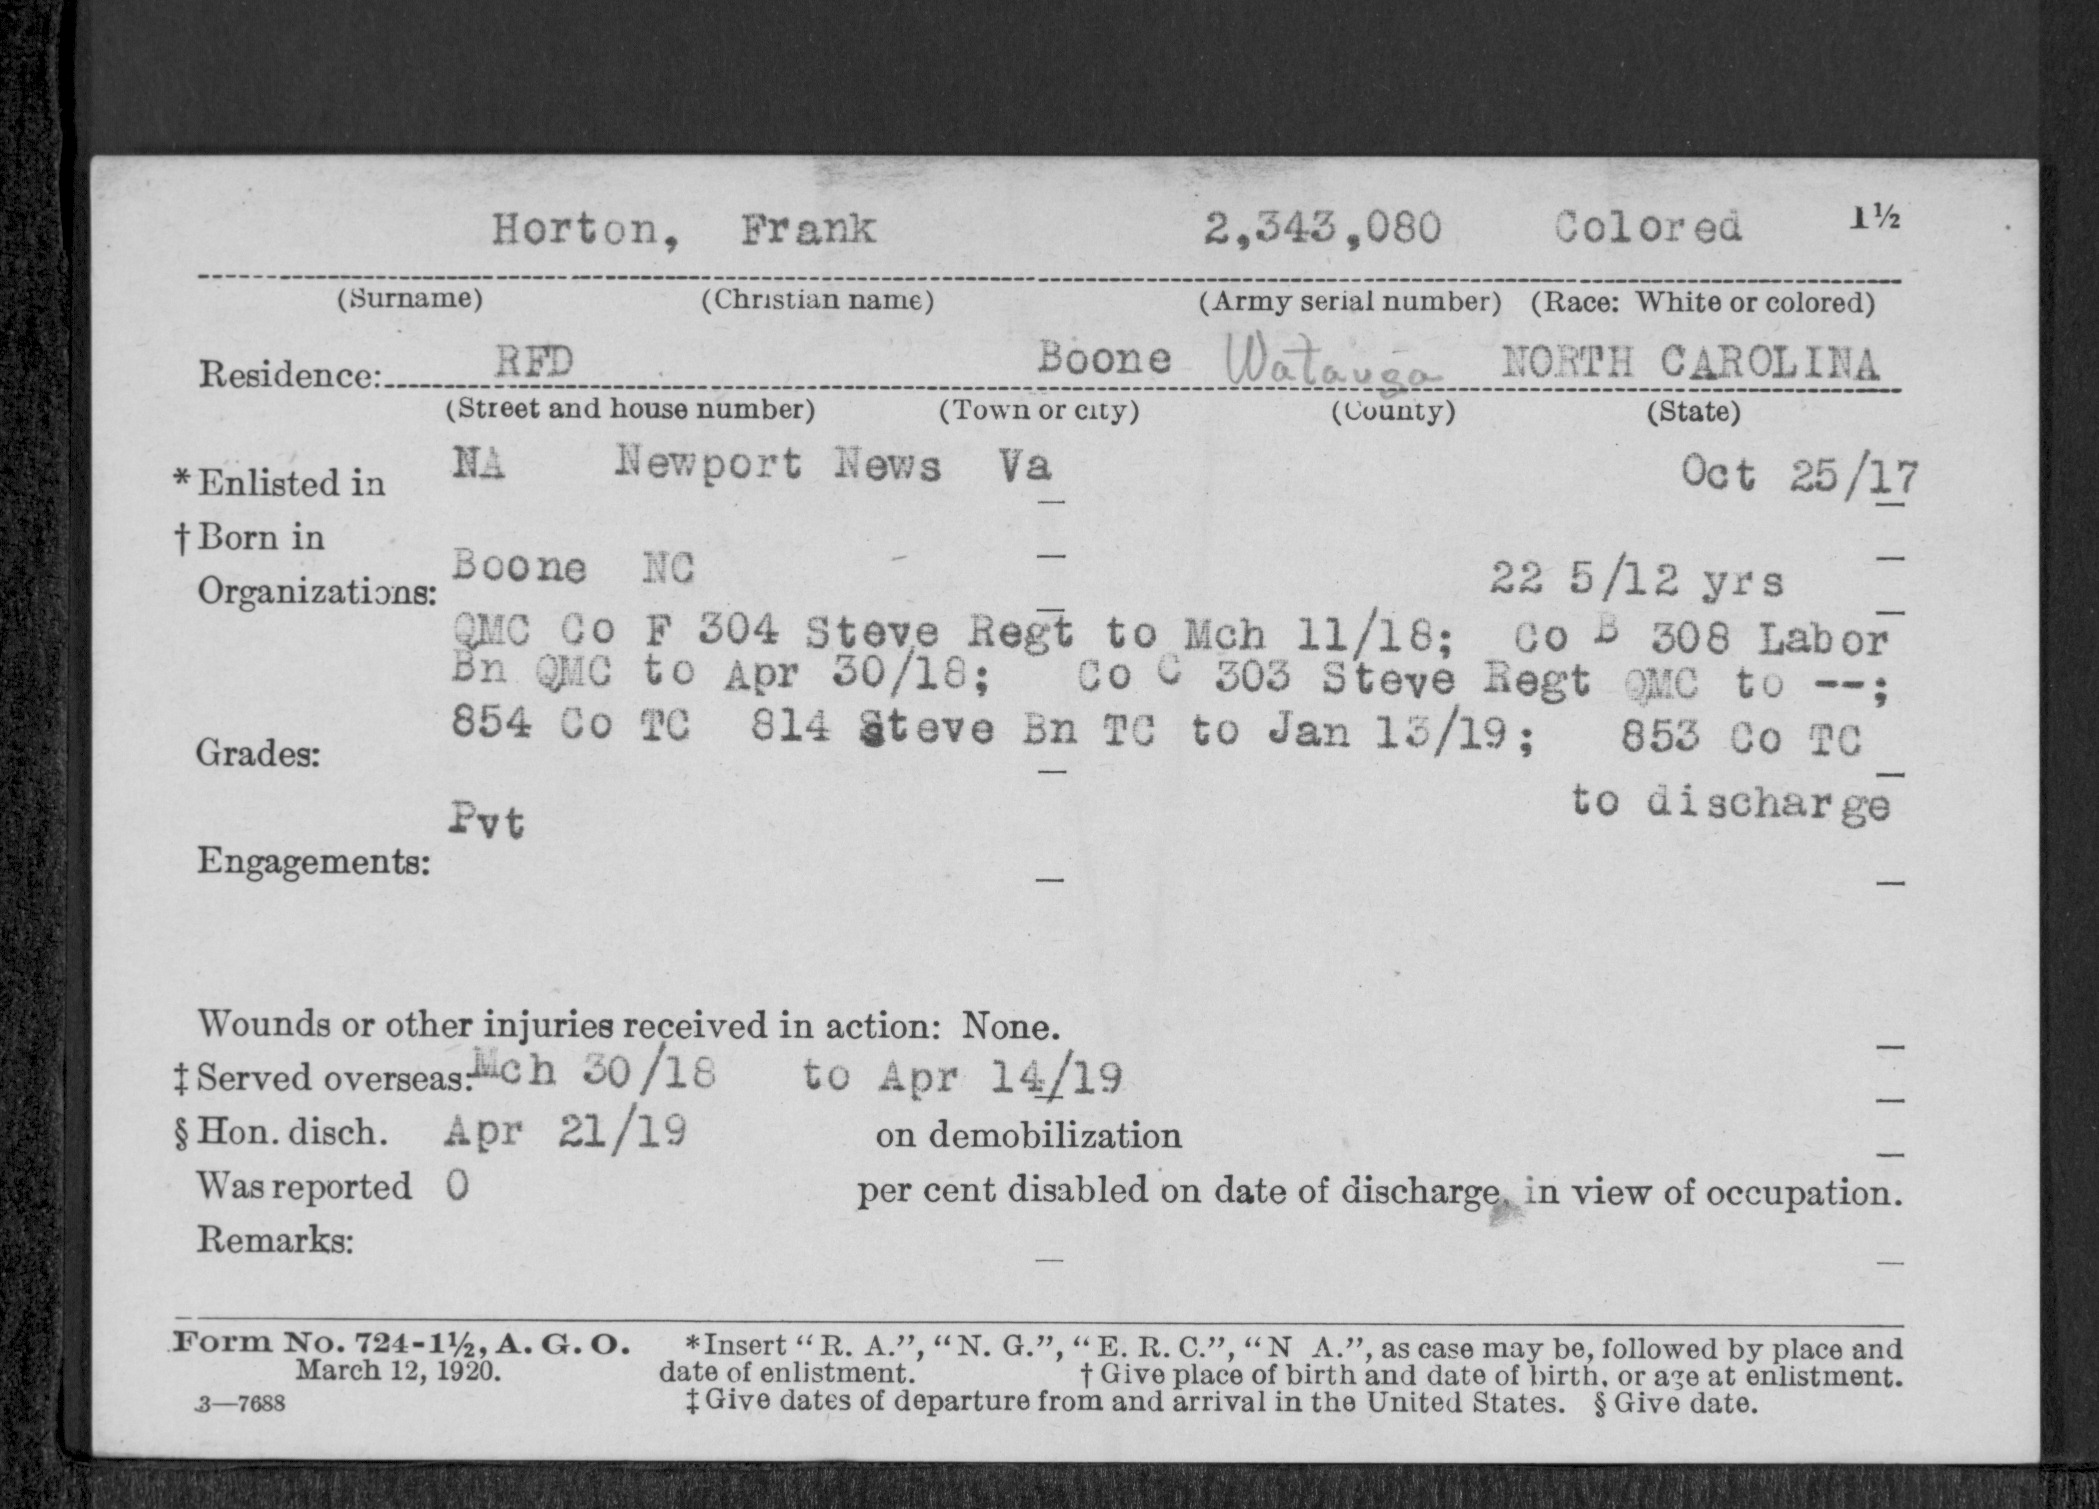 Horton, Frank 2,343,080 Colored 1½
(Surname) (Christian name) (Army serial number) (Race: White or colored)
Residence: RFD Boone Watauga NORTH CAROLINA
(Street and house number) (Town or city) (County) (State)
*Enlisted in NA Newport News Va Oct 25/17
†Born in
Boone NC 22 5/12 yrs
Organizations:
QMC Co F 304 Steve Regt to Mch 11/18; Co B 308 Labor
Bn QMC to Apr 30/18; Co C 303 Steve Regt QMC to --;
854 Co TC 814 Steve Bn TC to Jan 13/19; 853 Co TC
Grades:
to discharge
Pvt
Engagements:
Wounds or other injuries received in action: None.
‡Served overseas: Mch 30/18 to Apr 14/19
§Hon. disch. Apr 21/19 on demobilization
Was reported 0 per cent disabled on date of discharge, in view of occupation.
Remarks:
Form No. 724-1½, A. G. O. *Insert “R. A.”, “N. G.”, “E. R. C.”, “N A.”, as case may be, followed by place and
March 12, 1920. date of enlistment. †Give place of birth and date of birth, or age at enlistment.
3—7688 ‡Give dates of departure from and arrival in the United States. §Give date.